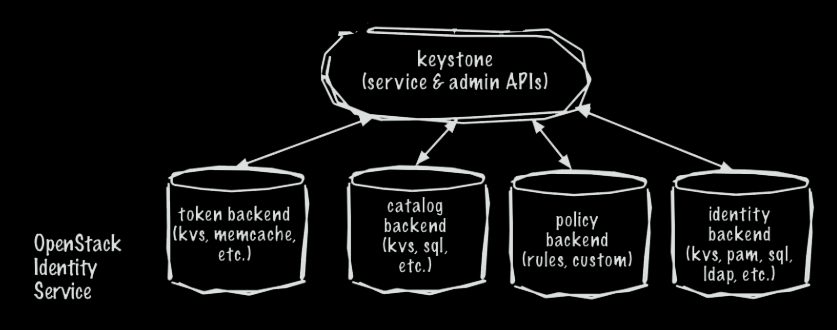 keystone
(service & admin APIs)
token backend
(kvs, memcache,
etc.)
catalog
backend
(kvs, sql,
etc.)
policy
backend
(rules, custom)
identity
backend
(kvs, pam, sql,
ldap, etc.)
OpenStack
Identity
Service